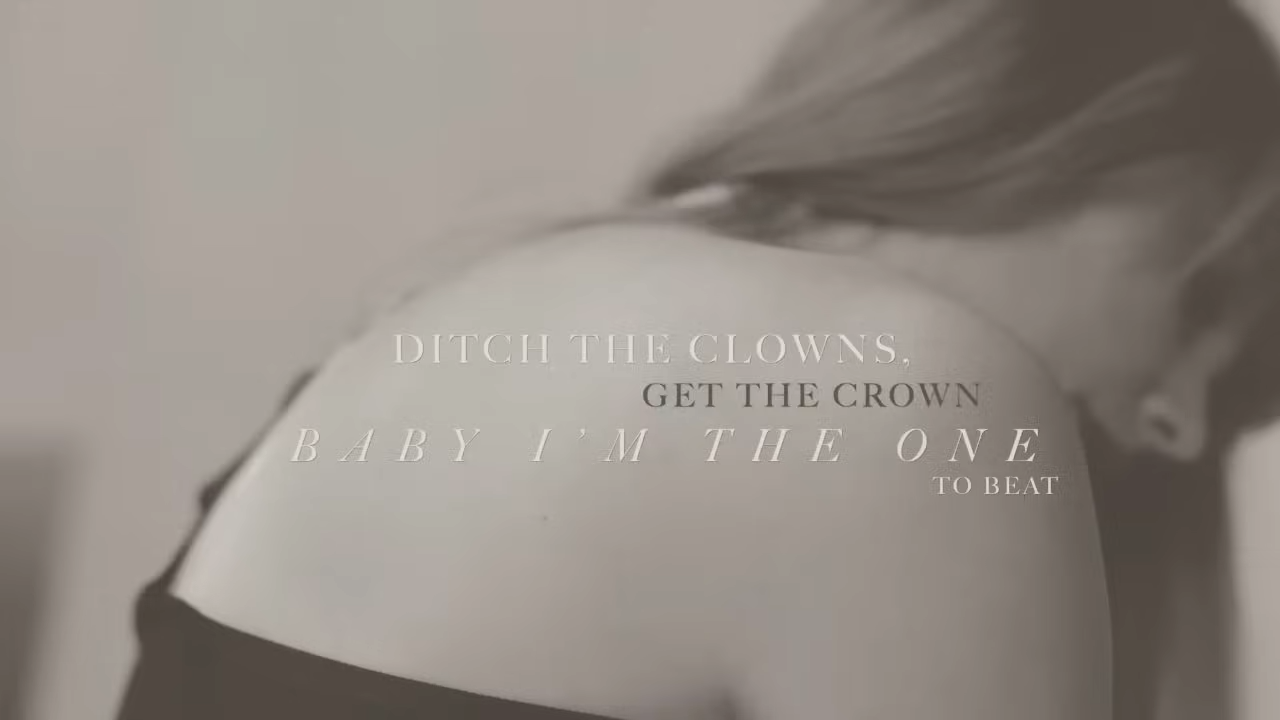 DITCH THE CLOWNS,
GET THE CROWN
BABY I'M THE ONE
TO BEAT